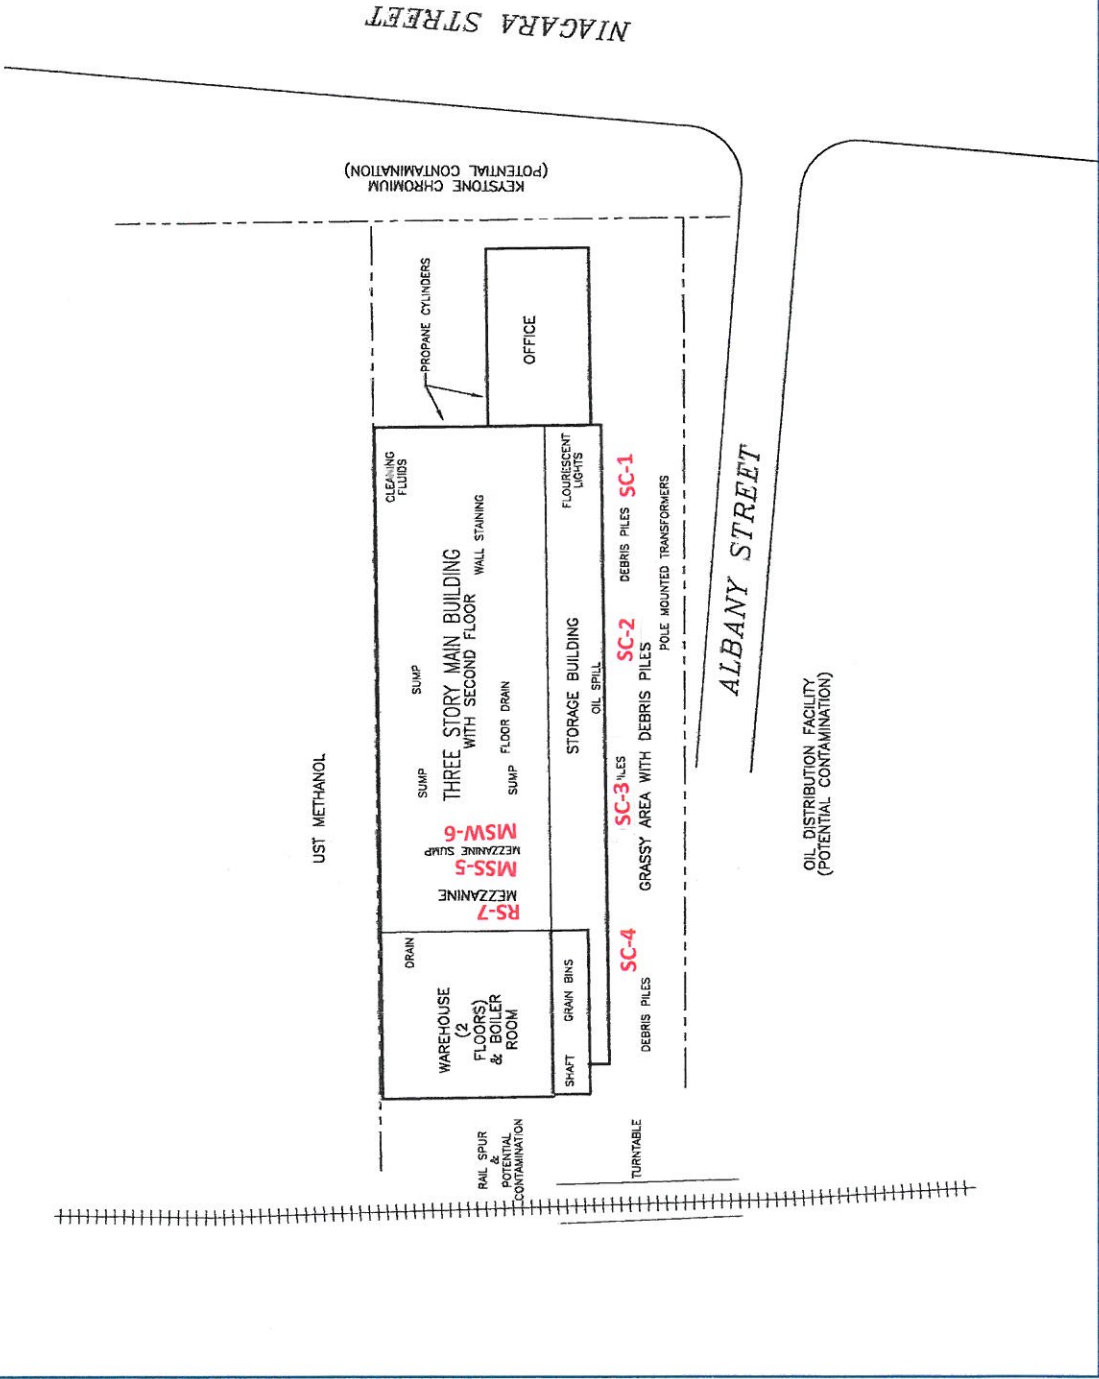 NIAGARA STREET
KEYSTONE CHROMIUM
(POTENTIAL CONTAMINATION)
PROPANE CYLINDERS
OFFICE
CLEANING
FLUIDS
FLOURESCENT
LIGHTS
WALL STAINING
THREE STORY MAIN BUILDING
WITH SECOND FLOOR
SUMP
SUMP
SUMP
FLOOR DRAIN
STORAGE BUILDING
OIL SPILL
SC-1
DEBRIS PILES
POLE MOUNTED TRANSFORMERS
SC-2
GRASSY AREA WITH DEBRIS PILES
SC-3
ILES
ALBANY STREET
UST METHANOL
MSW-6
MEZZANINE SUMP
MSS-5
MEZZANINE
RS-7
DRAIN
WAREHOUSE
(2
FLOORS)
& BOILER
ROOM
GRAIN BINS
SHAFT
SC-4
DEBRIS PILES
OIL DISTRIBUTION FACILITY
(POTENTIAL CONTAMINATION)
RAIL SPUR
&
POTENTIAL
CONTAMINATION
TURNTABLE